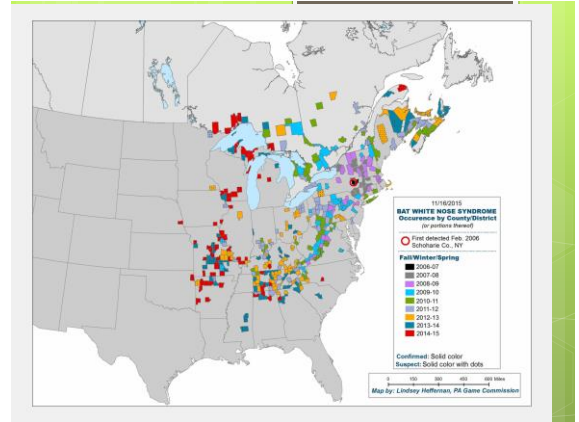 11/16/2015
BAT WHITE NOSE SYNDROME
Occurence by County/District
(or portions thereof)
First detected Feb. 2006
Schoharie Co., NY
Fall/Winter/Spring
2006-07
2007-08
2008-09
2009-10
2010-11
2011-12
2012-13
2013-14
2014-15
Confirmed: Solid color
Suspect: Solid color with dots
0 150 300 450 600 Miles
Map by: Lindsey Heffernan, PA Game Commission